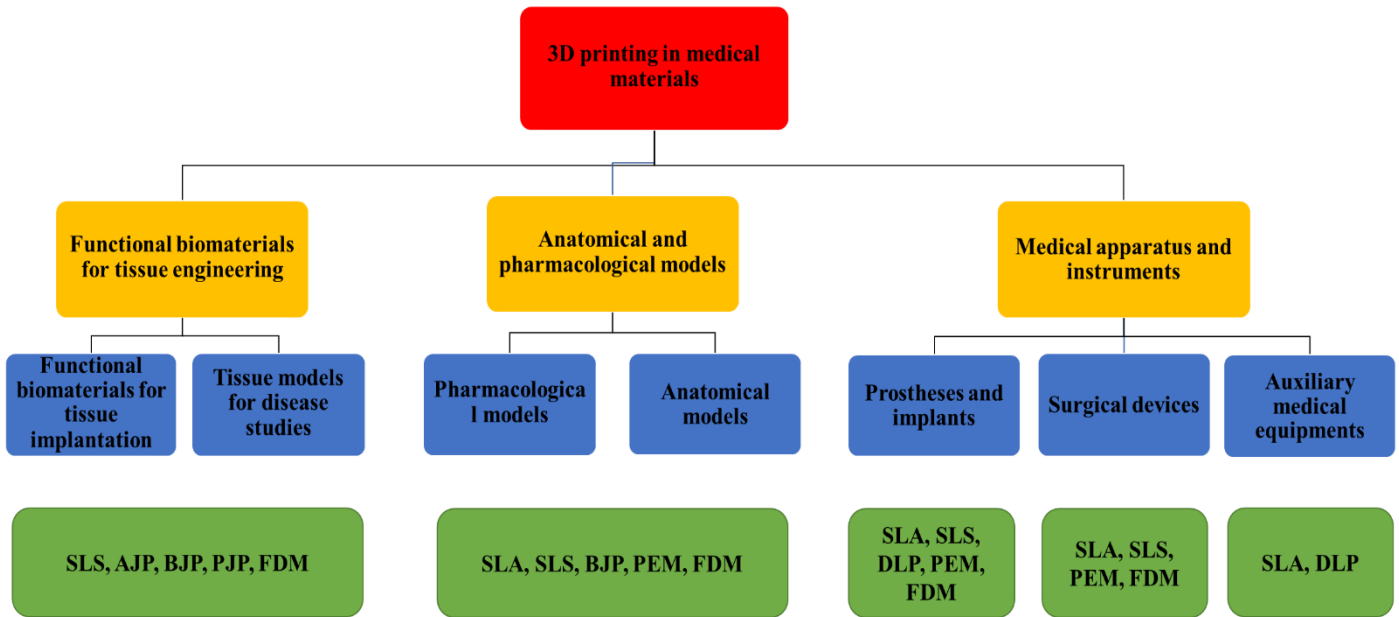 3D printing in medical
materials
Functional biomaterials
for tissue engineering
Anatomical and
pharmacological models
Medical apparatus and
instruments
Functional
biomaterials for
tissue
implantation
Tissue models
for disease
studies
Pharmacologica
l models
Anatomical
models
Prostheses and
implants
Surgical devices
Auxiliary
medical
equipments
SLS, AJP, BJP, PJP, FDM
SLA, SLS, BJP, PEM, FDM
SLA, SLS,
DLP, PEM,
FDM
SLA, SLS,
PEM, FDM
SLA, DLP